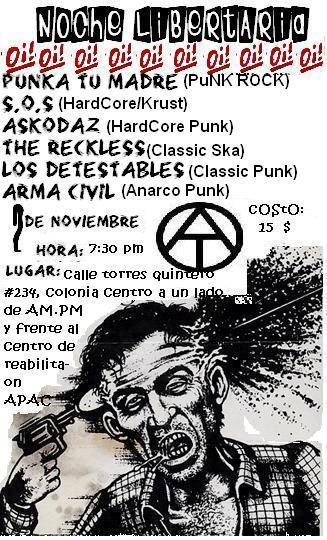 NOCHE LIBERTARIA
Oi! Oi! Oi! Oi! Oi! Oi! Oi! Oi! Oi! Oi!
PUNKA TU MADRE (PuNK ROCK)
S.O.S (HardCore/Krust)
ASKODAZ (HardCore Punk)
THE RECKLESS (Classic Ska)
LOS DETESTABLES (Classic Punk)
ARMA CIVIL (Anarco Punk)
DE NOVIEMBRE
COSTO:
15 $
HORA: 7:30 pm
LUGAR: Calle torres quintero
#234, Colonia Centro a un lado
de AM.PM
y frente al
Centro de
reabilita-
on
APAC